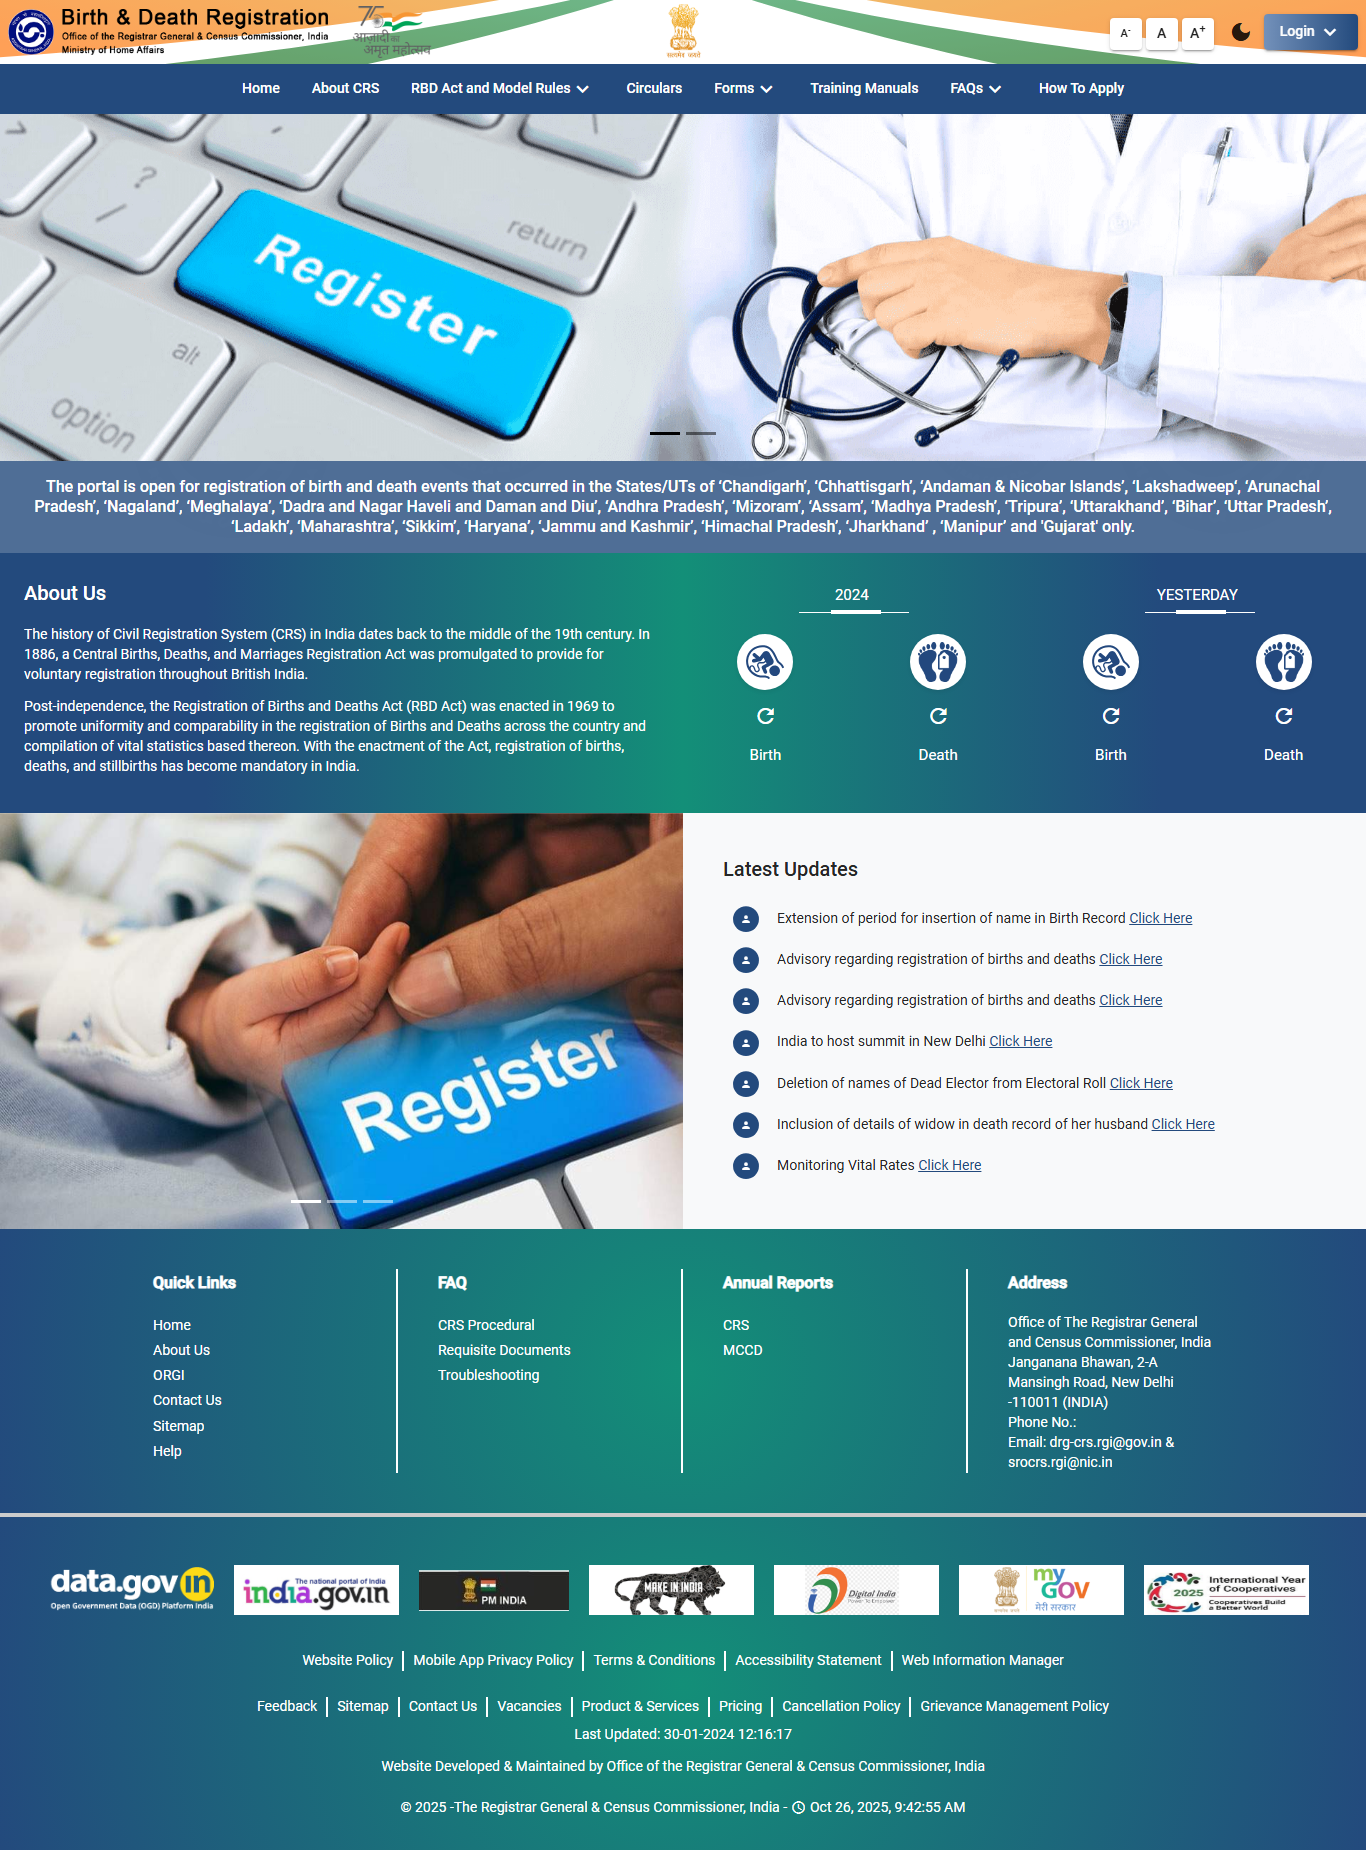 Birth & Death Registration
Office of the Registrar General & Census Commissioner, India
Ministry of Home Affairs
75
आज़ादी का
अमृत महोत्सव
सत्यमेव जयते
A-
A
A+
Login
Home
About CRS
RBD Act and Model Rules
Circulars
Forms
Training Manuals
FAQs
How To Apply
?
/
return
Register
alt
option
The portal is open for registration of birth and death events that occurred in the States/UTs of ‘Chandigarh’, ‘Chhattisgarh’, ‘Andaman & Nicobar Islands’, ‘Lakshadweep‘, ‘Arunachal
Pradesh’, ‘Nagaland’, ‘Meghalaya’, ‘Dadra and Nagar Haveli and Daman and Diu’, ‘Andhra Pradesh’, ‘Mizoram’, ‘Assam’, ‘Madhya Pradesh’, ‘Tripura’, ‘Uttarakhand’, ‘Bihar’, ‘Uttar Pradesh’,
‘Ladakh’, ‘Maharashtra’, ‘Sikkim’, ‘Haryana’, ‘Jammu and Kashmir’, ‘Himachal Pradesh’, ‘Jharkhand’ , ‘Manipur’ and 'Gujarat' only.
About Us
The history of Civil Registration System (CRS) in India dates back to the middle of the 19th century. In
1886, a Central Births, Deaths, and Marriages Registration Act was promulgated to provide for
voluntary registration throughout British India.
Post-independence, the Registration of Births and Deaths Act (RBD Act) was enacted in 1969 to
promote uniformity and comparability in the registration of Births and Deaths across the country and
compilation of vital statistics based thereon. With the enactment of the Act, registration of births,
deaths, and stillbirths has become mandatory in India.
2024
YESTERDAY
Birth
Death
Birth
Death
Register
Latest Updates
Extension of period for insertion of name in Birth Record Click Here
Advisory regarding registration of births and deaths Click Here
Advisory regarding registration of births and deaths Click Here
India to host summit in New Delhi Click Here
Deletion of names of Dead Elector from Electoral Roll Click Here
Inclusion of details of widow in death record of her husband Click Here
Monitoring Vital Rates Click Here
Quick Links
Home
About Us
ORGI
Contact Us
Sitemap
Help
FAQ
CRS Procedural
Requisite Documents
Troubleshooting
Annual Reports
CRS
MCCD
Address
Office of The Registrar General
and Census Commissioner, India
Janganana Bhawan, 2-A
Mansingh Road, New Delhi
-110011 (INDIA)
Phone No.:
Email: drg-crs.rgi@gov.in &
srocrs.rgi@nic.in
data.gov in
Open Government Data (OGD) Platform India
The national portal of India
india.gov.in
PM INDIA
MAKE IN INDIA
Digital India
Power To Empower
my
GOV
मेरी सरकार
2025
International Year
of Cooperatives
Cooperatives Build
a Better World
Website Policy
Mobile App Privacy Policy
Terms & Conditions
Accessibility Statement
Web Information Manager
Feedback
Sitemap
Contact Us
Vacancies
Product & Services
Pricing
Cancellation Policy
Grievance Management Policy
Last Updated: 30-01-2024 12:16:17
Website Developed & Maintained by Office of the Registrar General & Census Commissioner, India
© 2025 -The Registrar General & Census Commissioner, India - Oct 26, 2025, 9:42:55 AM